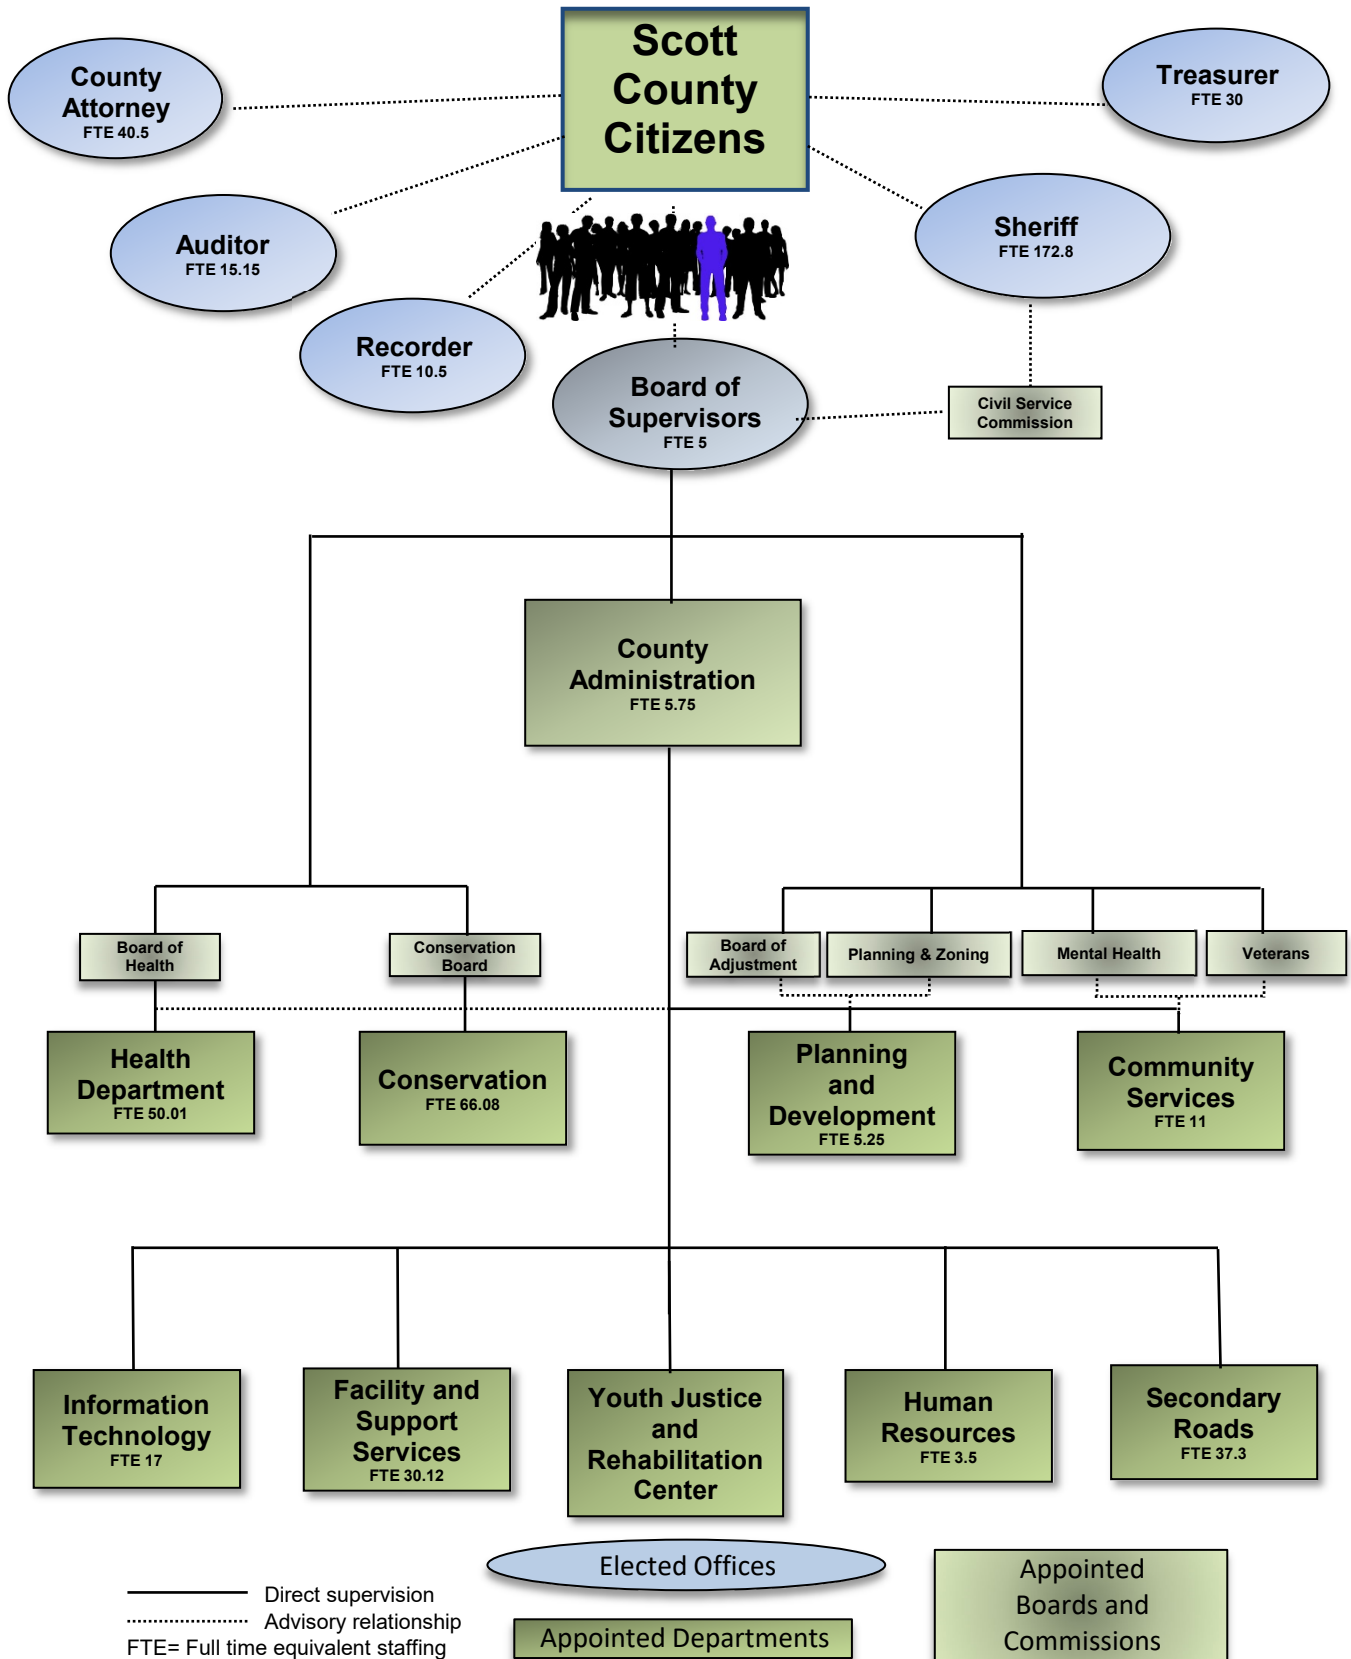 Scott
County
Citizens
County
Attorney
FTE 40.5
Treasurer
FTE 30
Auditor
FTE 15.15
Sheriff
FTE 172.8
Recorder
FTE 10.5
Board of
Supervisors
FTE 5
Civil Service
Commission
County
Administration
FTE 5.75
Board of
Health
Conservation
Board
Board of
Adjustment
Planning & Zoning
Mental Health
Veterans
Health
Department
FTE 50.01
Conservation
FTE 66.08
Planning
and
Development
FTE 5.25
Community
Services
FTE 11
Information
Technology
FTE 17
Facility and
Support
Services
FTE 30.12
Youth Justice
and
Rehabilitation
Center
Human
Resources
FTE 3.5
Secondary
Roads
FTE 37.3
Direct supervision
Advisory relationship
FTE= Full time equivalent staffing
Elected Offices
Appointed Departments
Appointed
Boards and
Commissions